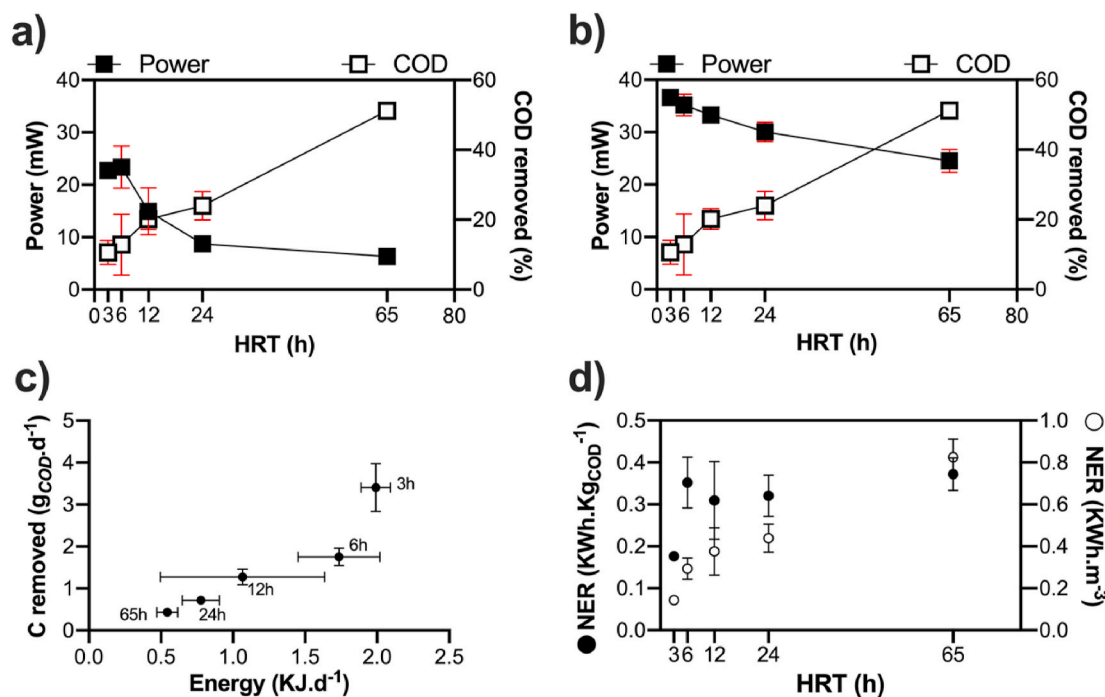 a)
Power COD
40 60
30 40
20
20
10
0 0
Power (mW)
COD removed (%)
0 3 6 12 24 65 80
HRT (h)
b)
Power COD
40 60
30 40
20
20
10
0 0
Power (mW)
COD removed (%)
0 3 6 12 24 65 80
HRT (h)
c)
C removed (gCOD.d-1)
5
4
3
2
1
0
3h
6h
12h
65h 24h
0.0 0.5 1.0 1.5 2.0 2.5
Energy (KJ.d-1)
d)
NER (KWh.KgCOD-1)
NER (KWh.m-3)
0.5 1.0
0.4 0.8
0.3 0.6
0.2 0.4
0.1 0.2
0.0 0.0
3 6 12 24 65
HRT (h)